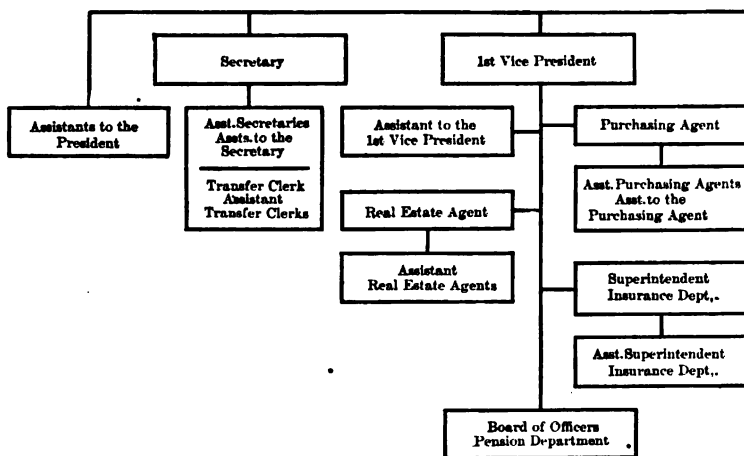 Secretary
1st Vice President
Assistants to the
President
Asst.Secretaries
Assts.to the
Secretary
Transfer Clerk
Assistant
Transfer Clerks
Assistant to the
1st Vice President
Purchasing Agent
Asst.Purchasing Agents
Asst.to the
Purchasing Agent
Real Estate Agent
Assistant
Real Estate Agents
Superintendent
Insurance Dept,.
Asst.Superintendent
Insurance Dept,.
Board of Officers
Pension Department